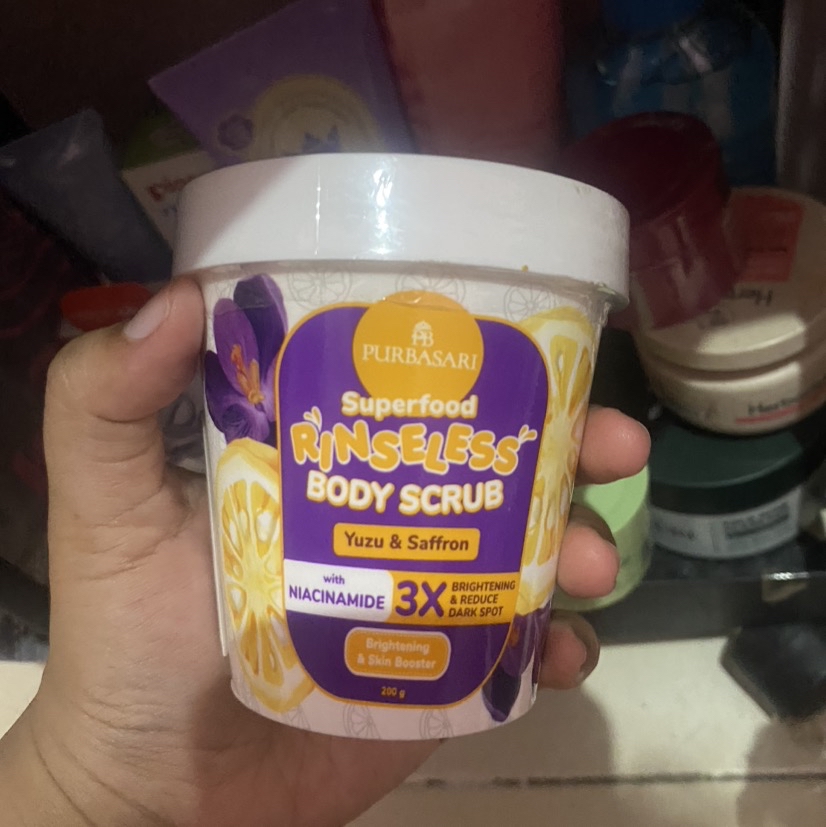 PURBASARI
Superfood
RINSELESS
BODY SCRUB
Yuzu & Saffron
with
NIACINAMIDE
3X
BRIGHTENING
& REDUCE
DARK SPOT
Brightening
& Skin Booster
200 g